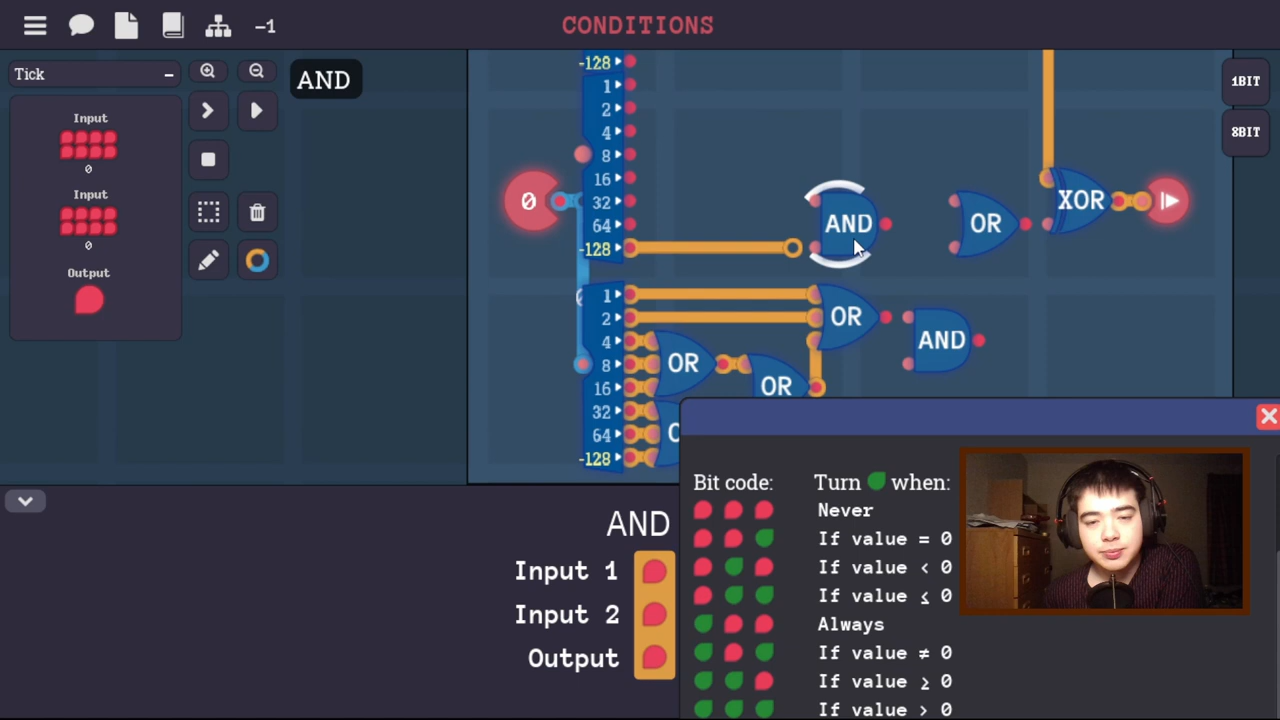 −1
CONDITIONS
Tick −
Input
0
Input
0
Output
AND
1BIT
8BIT
-128
1
2
4
8
16
32
64
-128
0
AND
OR
XOR
1
2
4
8
16
32
64
-128
OR
OR
OR
AND
AND
Input 1
Input 2
Output
Bit code:
Turn when:
Never
If value = 0
If value < 0
If value ≤ 0
Always
If value ≠ 0
If value ≥ 0
If value > 0